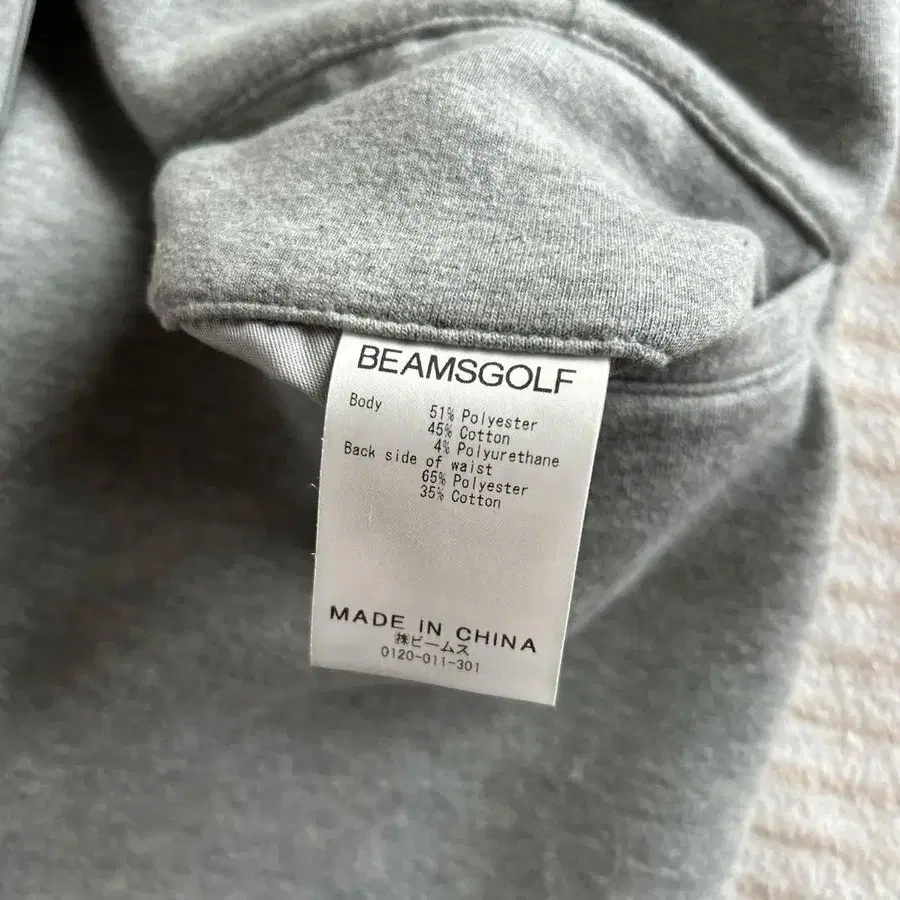 BEAMSGOLF
Body 51% Polyester
45% Cotton
4% Polyurethane
Back side of waist
65% Polyester
35% Cotton
MADE IN CHINA
㈱ビームス
0120-011-301